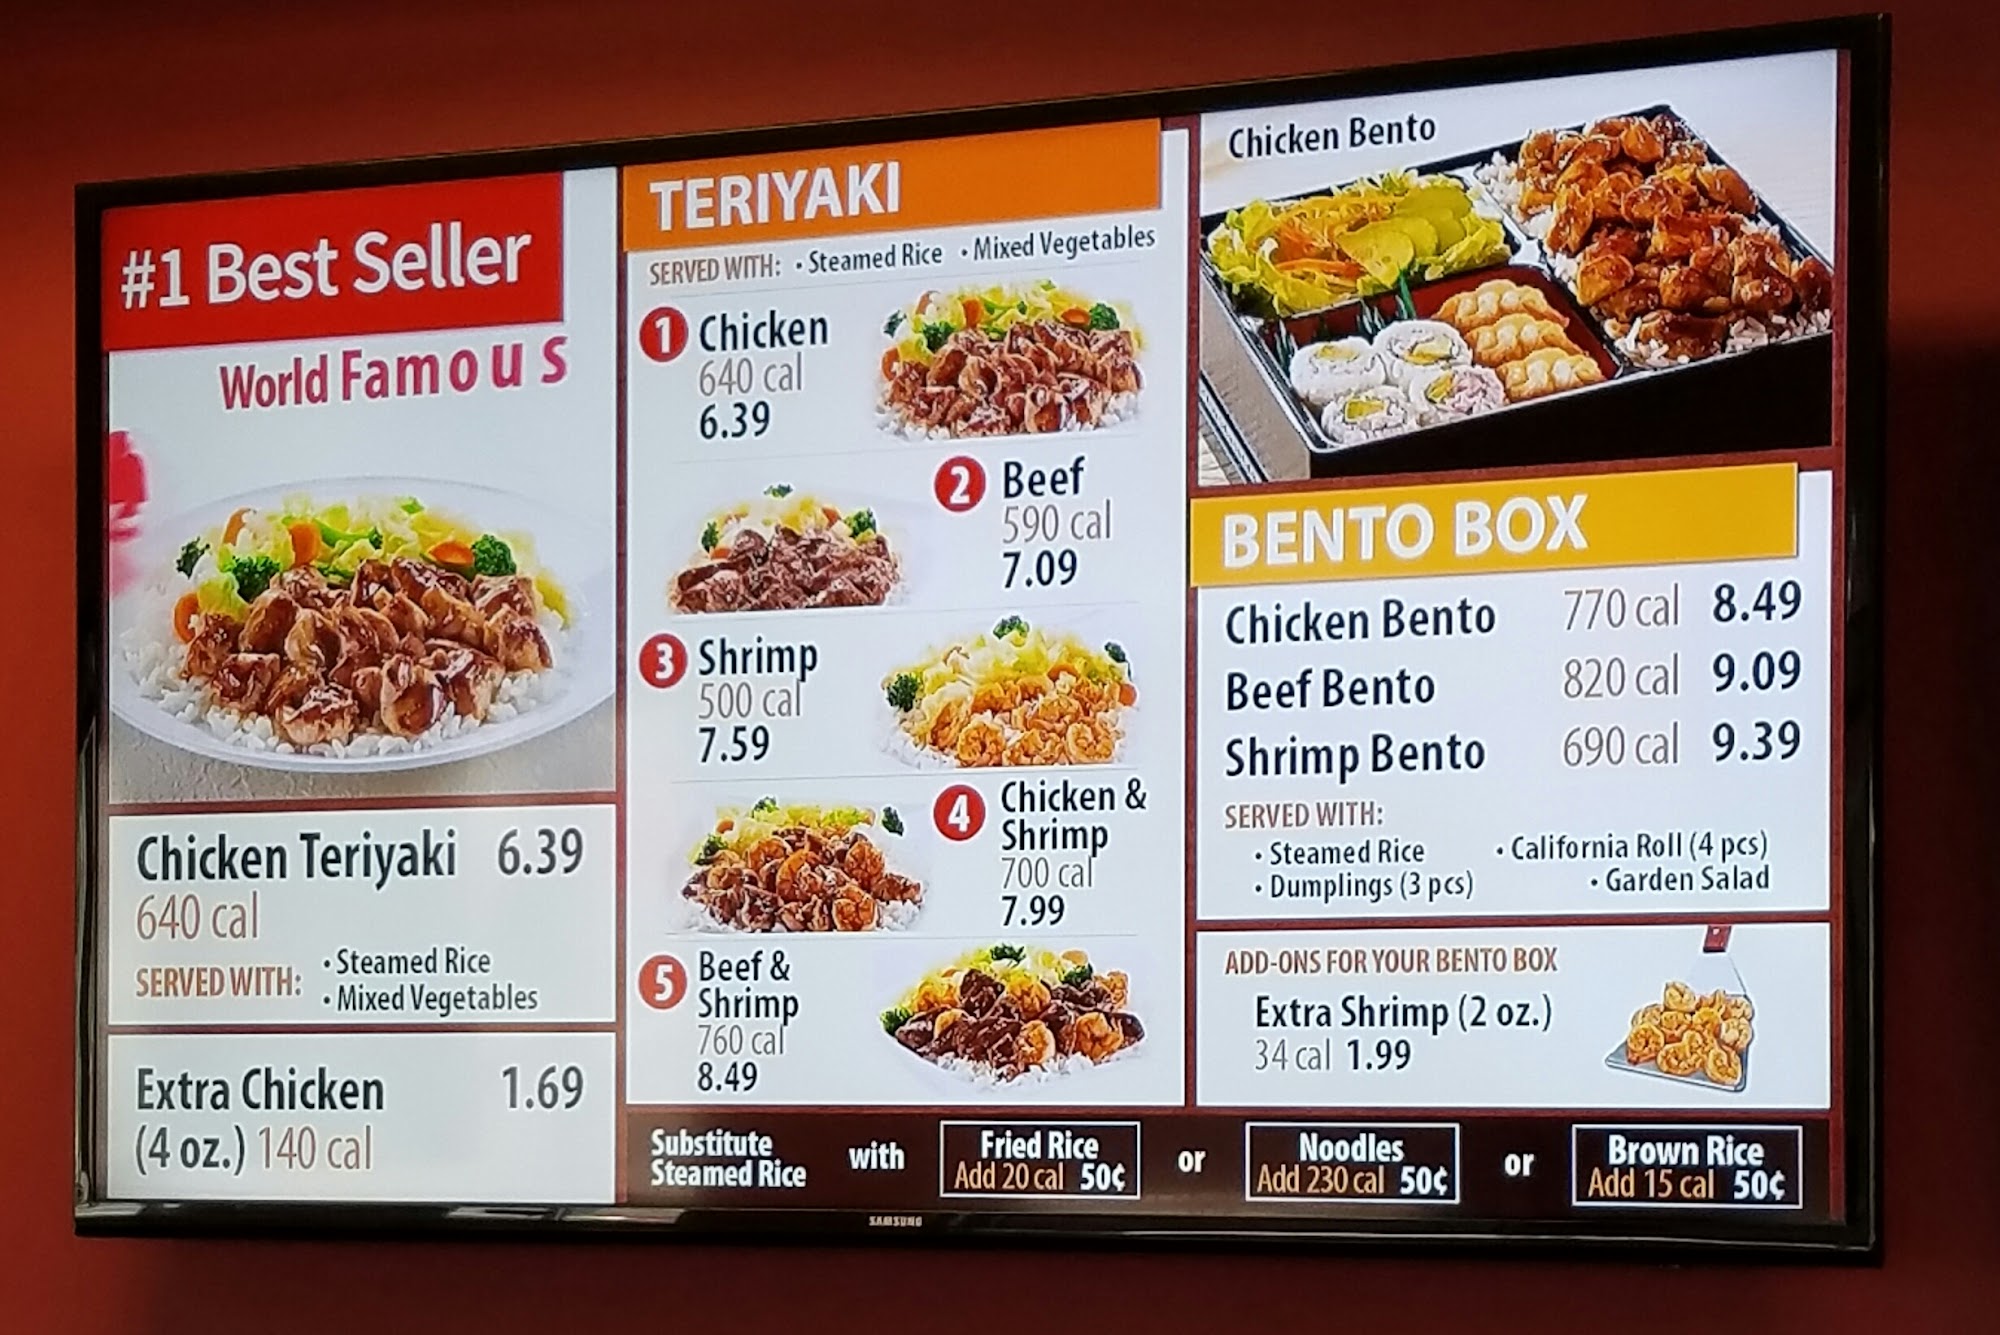 #1 Best Seller
World Famous
Chicken Teriyaki 6.39
640 cal
SERVED WITH: • Steamed Rice
• Mixed Vegetables
Extra Chicken 1.69
(4 oz.) 140 cal
TERIYAKI
SERVED WITH: • Steamed Rice • Mixed Vegetables
1 Chicken
640 cal
6.39
2 Beef
590 cal
7.09
3 Shrimp
500 cal
7.59
4 Chicken &
Shrimp
700 cal
7.99
5 Beef &
Shrimp
760 cal
8.49
Chicken Bento
BENTO BOX
Chicken Bento 770 cal 8.49
Beef Bento 820 cal 9.09
Shrimp Bento 690 cal 9.39
SERVED WITH:
• Steamed Rice • California Roll (4 pcs)
• Dumplings (3 pcs) • Garden Salad
ADD-ONS FOR YOUR BENTO BOX
Extra Shrimp (2 oz.)
34 cal 1.99
Substitute
Steamed Rice
with
Fried Rice
Add 20 cal 50¢
or
Noodles
Add 230 cal 50¢
or
Brown Rice
Add 15 cal 50¢
SAMSUNG